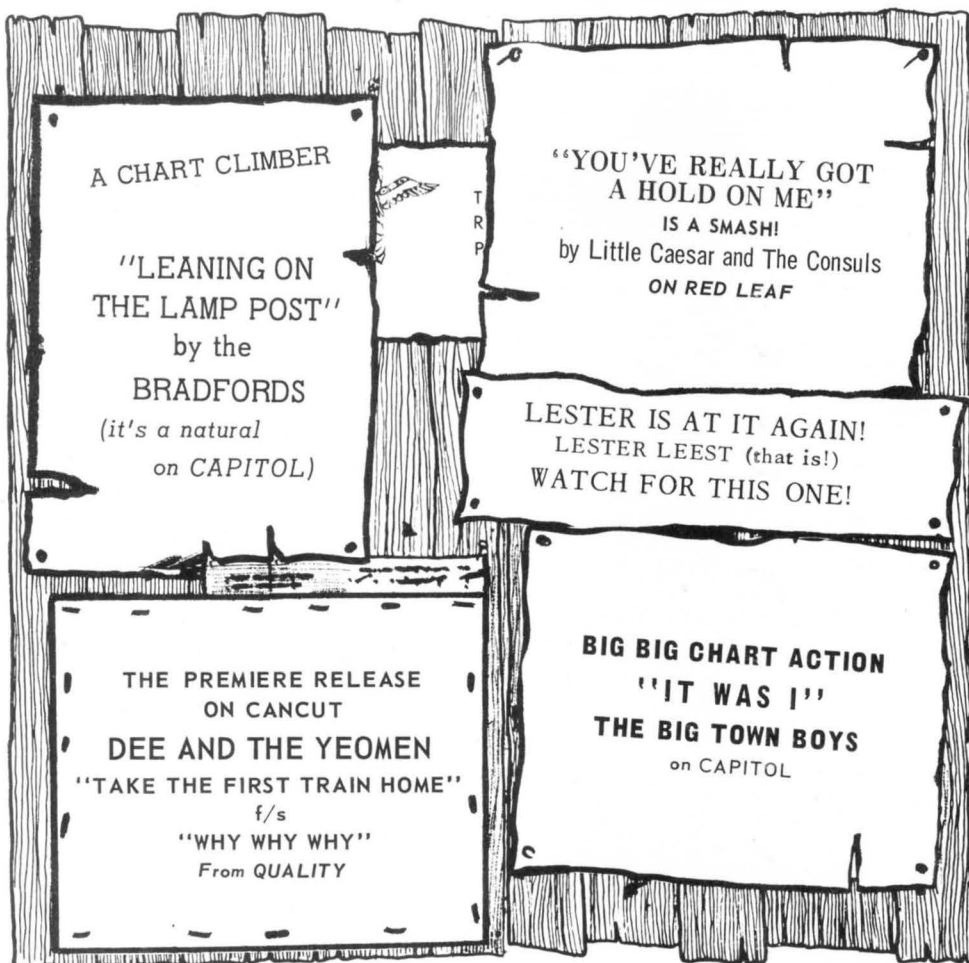 A CHART CLIMBER
"LEANING ON
THE LAMP POST"
by the
BRADFORDS
(it's a natural
on CAPITOL)
T
R
P
"YOU'VE REALLY GOT
A HOLD ON ME"
IS A SMASH!
by Little Caesar and The Consuls
ON RED LEAF
LESTER IS AT IT AGAIN!
LESTER LEEST (that is!)
WATCH FOR THIS ONE!
THE PREMIERE RELEASE
ON CANCUT
DEE AND THE YEOMEN
"TAKE THE FIRST TRAIN HOME"
f/s
"WHY WHY WHY"
From QUALITY
BIG BIG CHART ACTION
"IT WAS I"
THE BIG TOWN BOYS
on CAPITOL